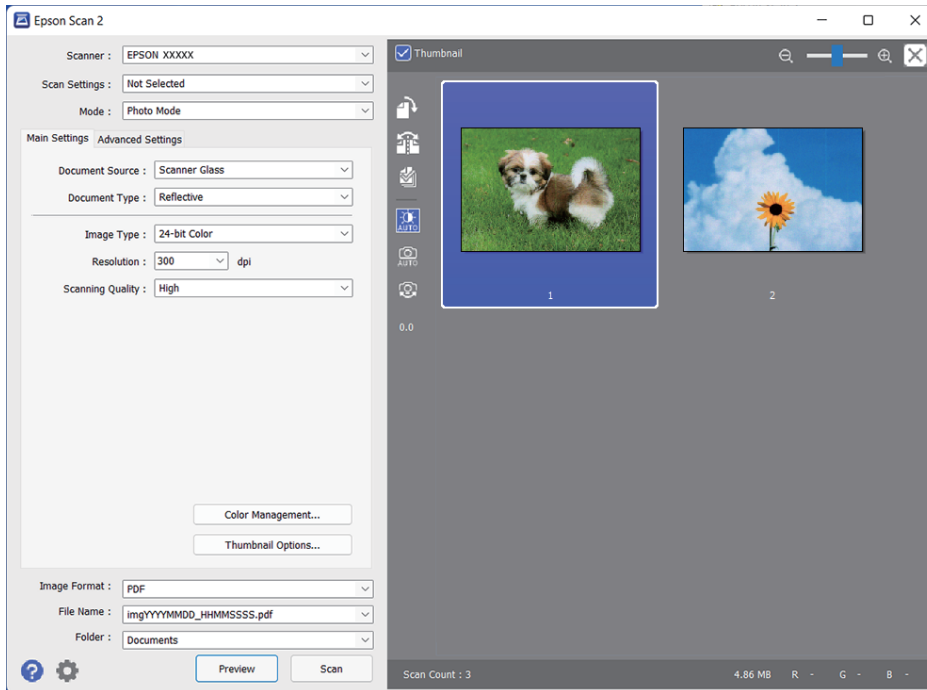 Epson Scan 2
Scanner : EPSON XXXXX
Scan Settings : Not Selected
Mode : Photo Mode
Main Settings Advanced Settings
Document Source : Scanner Glass
Document Type : Reflective
Image Type : 24-bit Color
Resolution : 300 dpi
Scanning Quality : High
Color Management...
Thumbnail Options...
Image Format : PDF
File Name : imgYYYYMMDD_HHMMSSSS.pdf
Folder : Documents
?
Preview Scan
Thumbnail
AUTO
AUTO
0.0
1 2
Scan Count : 3 4.86 MB R - G - B -